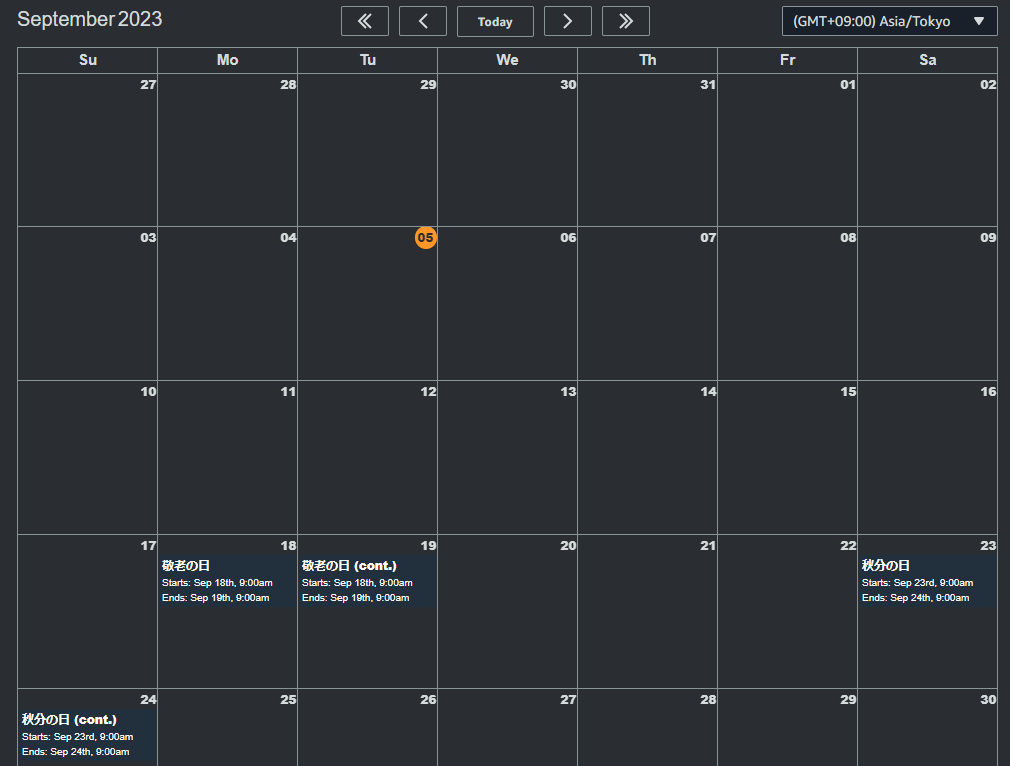 September 2023
Today
(GMT+09:00) Asia/Tokyo
Su Mo Tu We Th Fr Sa
27 28 29 30 31 01 02
03 04 05 06 07 08 09
10 11 12 13 14 15 16
17 18 19 20 21 22 23
敬老の日
Starts: Sep 18th, 9:00am
Ends: Sep 19th, 9:00am
敬老の日 (cont.)
Starts: Sep 18th, 9:00am
Ends: Sep 19th, 9:00am
秋分の日
Starts: Sep 23rd, 9:00am
Ends: Sep 24th, 9:00am
24 25 26 27 28 29 30
秋分の日 (cont.)
Starts: Sep 23rd, 9:00am
Ends: Sep 24th, 9:00am